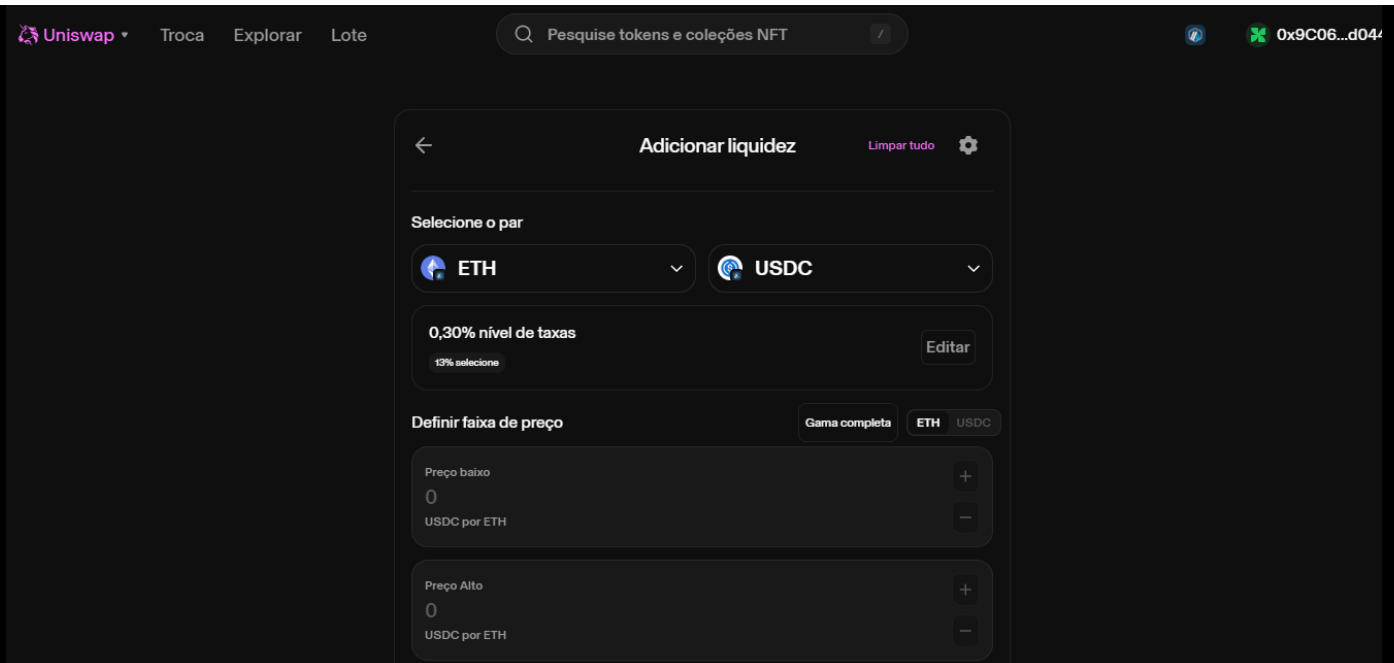 Uniswap Troca Explorar Lote Pesquise tokens e coleções NFT / 0x9C06...d044
Adicionar liquidez Limpar tudo
Selecione o par
ETH USDC
0,30% nível de taxas
13% selecione
Editar
Definir faixa de preço Gama completa ETH USDC
Preço baixo
0
USDC por ETH
Preço Alto
0
USDC por ETH